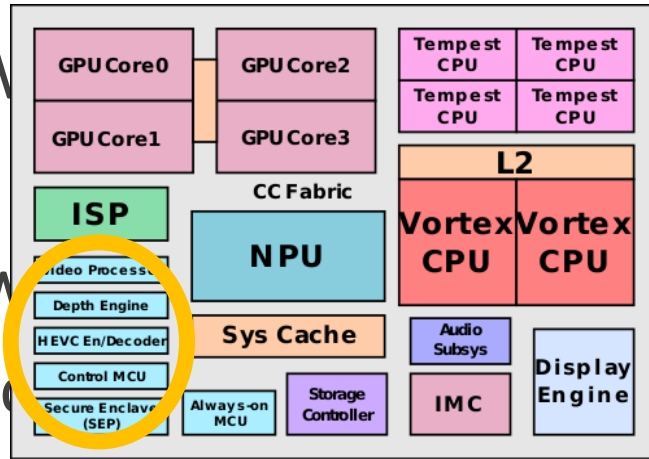 GPU Core0
GPU Core2
GPU Core1
GPU Core3
Tempest
CPU
Tempest
CPU
Tempest
CPU
Tempest
CPU
L2
Vortex
CPU
Vortex
CPU
CC Fabric
ISP
NPU
Video Processor
Depth Engine
HEVC En/Decoder
Control MCU
Secure Enclave
(SEP)
Sys Cache
Always-on
MCU
Storage
Controller
Audio
Subsys
IMC
Display
Engine